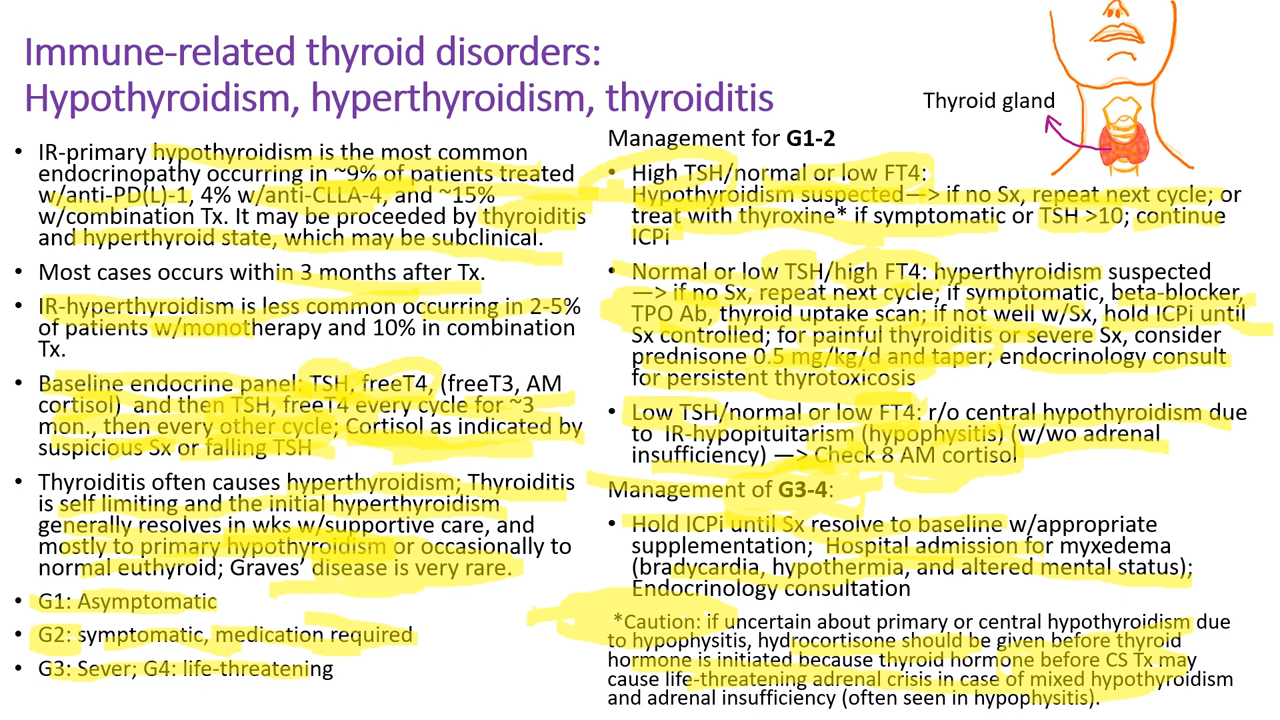 Immune-related thyroid disorders:
Hypothyroidism, hyperthyroidism, thyroiditis
Thyroid gland
• IR-primary hypothyroidism is the most common
endocrinopathy occurring in ~9% of patients treated
w/anti-PD(L)-1, 4% w/anti-CLLA-4, and ~15%
w/combination Tx. It may be proceeded by thyroiditis
and hyperthyroid state, which may be subclinical.
• Most cases occurs within 3 months after Tx.
• IR-hyperthyroidism is less common occurring in 2-5%
of patients w/monotherapy and 10% in combination
Tx.
• Baseline endocrine panel: TSH, freeT4, (freeT3, AM
cortisol)  and then TSH, freeT4 every cycle for ~3
mon., then every other cycle; Cortisol as indicated by
suspicious Sx or falling TSH
• Thyroiditis often causes hyperthyroidism; Thyroiditis
is self limiting and the initial hyperthyroidism
generally resolves in wks w/supportive care, and
mostly to primary hypothyroidism or occasionally to
normal euthyroid; Graves’ disease is very rare.
• G1: Asymptomatic
• G2: symptomatic, medication required
• G3: Sever; G4: life-threatening
Management for G1-2
• High TSH/normal or low FT4:
Hypothyroidism suspected—> if no Sx, repeat next cycle; or
treat with thyroxine* if symptomatic or TSH >10; continue
ICPi
• Normal or low TSH/high FT4: hyperthyroidism suspected
—> if no Sx, repeat next cycle; if symptomatic, beta-blocker,
TPO Ab, thyroid uptake scan; if not well w/Sx, hold ICPi until
Sx controlled; for painful thyroiditis or severe Sx, consider
prednisone 0.5 mg/kg/d and taper; endocrinology consult
for persistent thyrotoxicosis
• Low TSH/normal or low FT4: r/o central hypothyroidism due
to  IR-hypopituitarism (hypophysitis) (w/wo adrenal
insufficiency) —> Check 8 AM cortisol
Management of G3-4:
• Hold ICPi until Sx resolve to baseline w/appropriate
supplementation;  Hospital admission for myxedema
(bradycardia, hypothermia, and altered mental status);
Endocrinology consultation
*Caution: if uncertain about primary or central hypothyroidism due
to hypophysitis, hydrocortisone should be given before thyroid
hormone is initiated because thyroid hormone before CS Tx may
cause life-threatening adrenal crisis in case of mixed hypothyroidism
and adrenal insufficiency (often seen in hypophysitis).